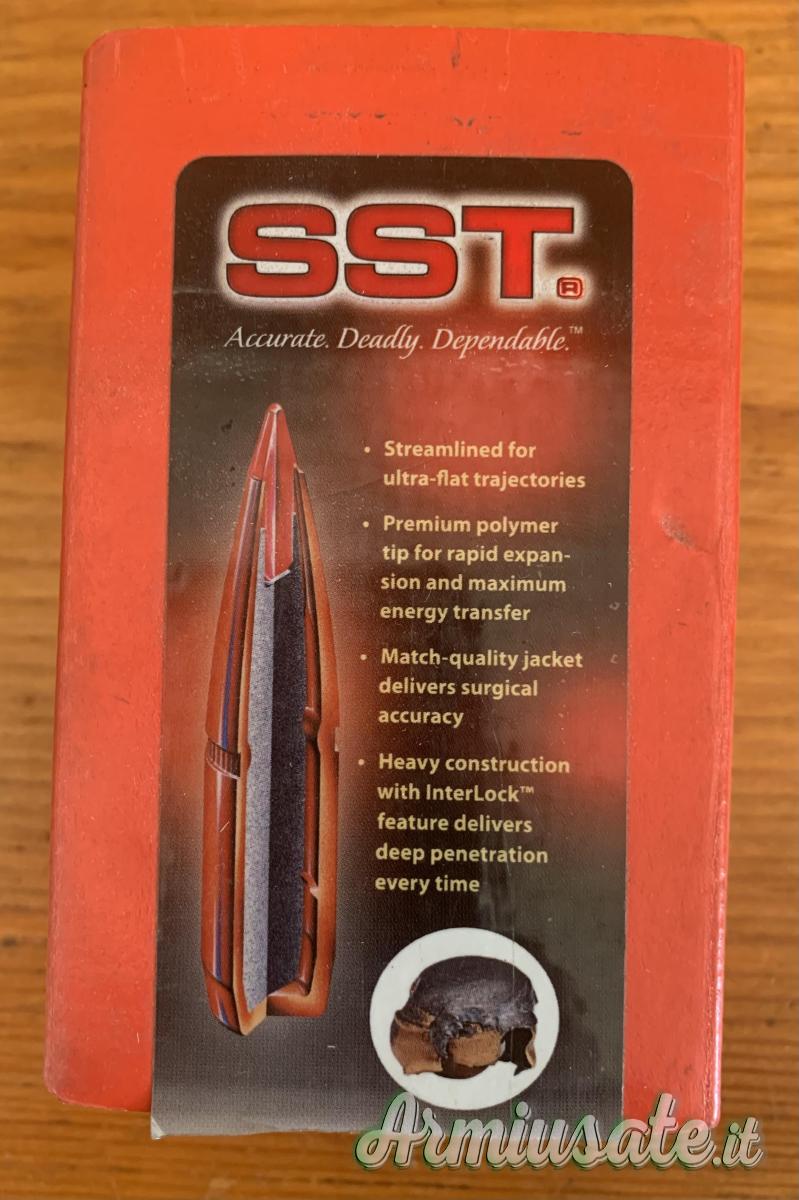 SST®
Accurate. Deadly. Dependable.™
• Streamlined for
ultra-flat trajectories
• Premium polymer
tip for rapid expan-
sion and maximum
energy transfer
• Match-quality jacket
delivers surgical
accuracy
• Heavy construction
with InterLock™
feature delivers
deep penetration
every time
Armiusate.it